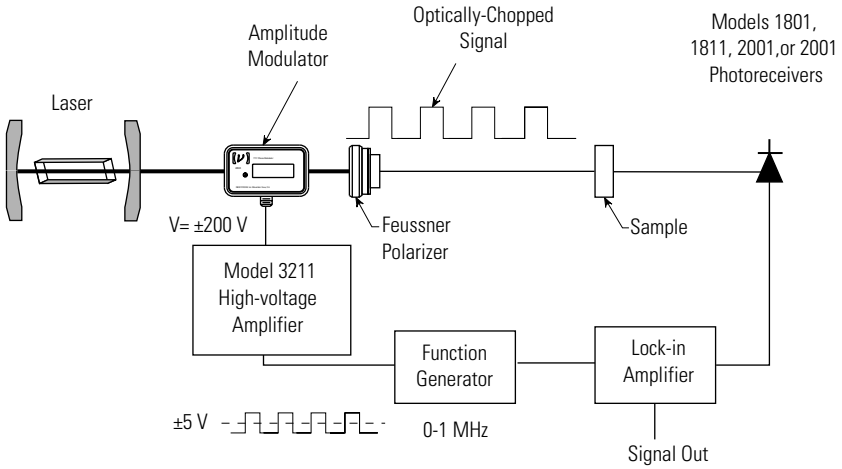 Optically-Chopped
Signal
Models 1801,
1811, 2001,or 2001
Photoreceivers
Amplitude
Modulator
Laser
V= ±200 V
Feussner
Polarizer
Sample
Model 3211
High-voltage
Amplifier
Function
Generator
Lock-in
Amplifier
±5 V
0-1 MHz
Signal Out